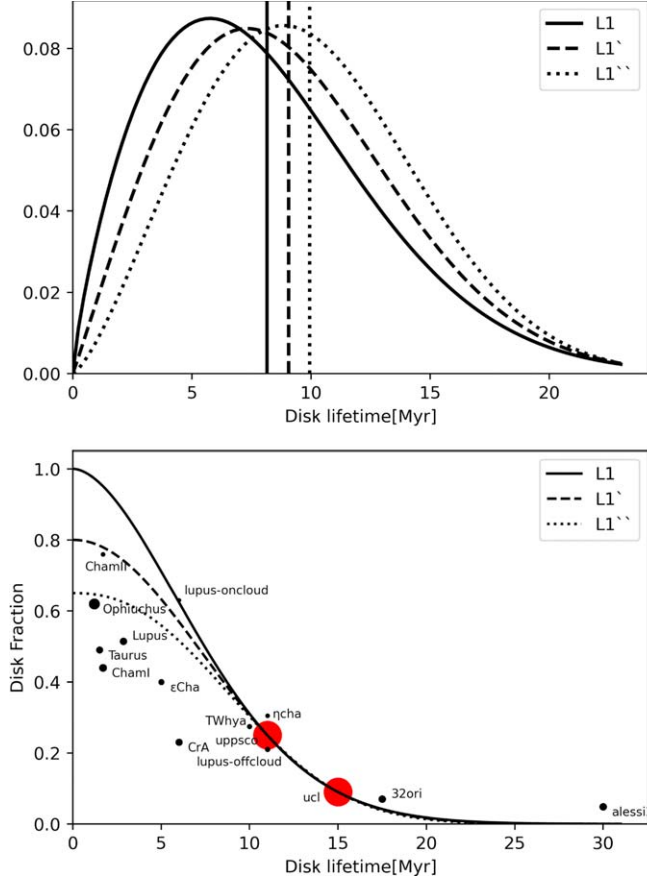 0.08
0.06
0.04
0.02
0.00
L1
L1`
L1``
0 5 10 15 20
Disk lifetime[Myr]
1.0
0.8
0.6
0.4
0.2
0.0
Disk Fraction
L1
L1`
L1``
ChamII
lupus-oncloud
Ophiuchus
Lupus
Taurus
ChamI
εCha
TWhya
ηcha
uppsco
CrA
lupus-offcloud
ucl
32ori
0 5 10 15 20 25 30
Disk lifetime[Myr]